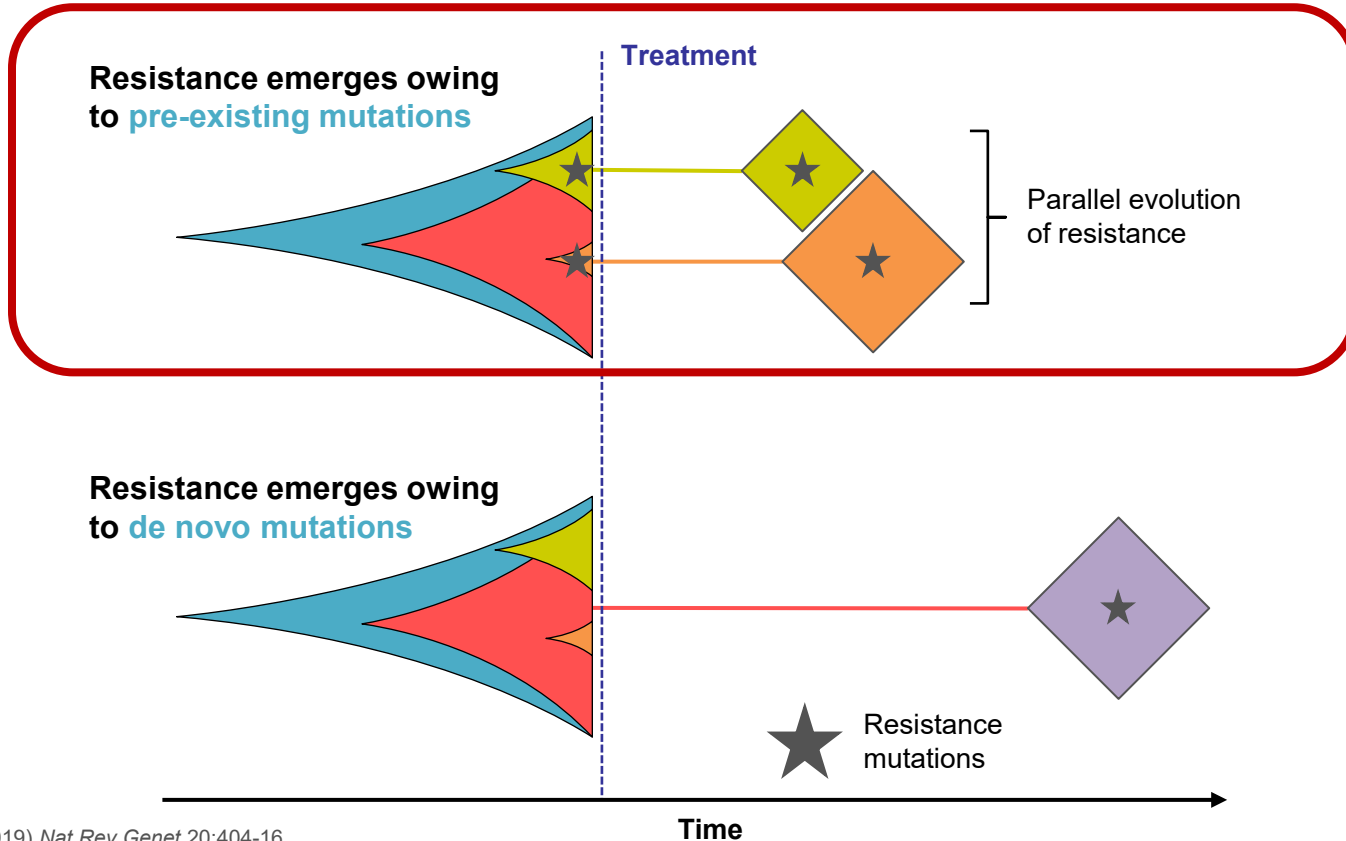 Treatment
Resistance emerges owing
to pre-existing mutations
Parallel evolution
of resistance
Resistance emerges owing
to de novo mutations
Resistance
mutations
Time
19) Nat Rev Genet 20:404-16